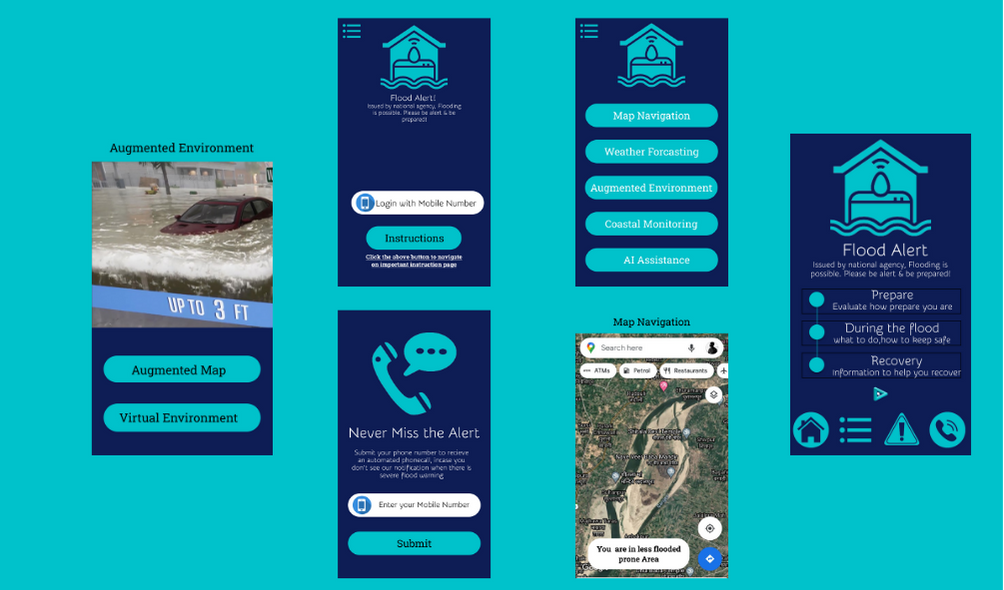 Augmented Environment
UP TO 3 FT
Augmented Map
Virtual Environment
Flood Alert!
Issued by national agency, Flooding
is possible. Please be alert & be
prepared!
Login with Mobile Number
Instructions
Click the above button to navigate
on important instruction page
Never Miss the Alert
Submit your phone number to recieve
an automated phonecall, incase you
don't see our notification when there is
severe flood warning
Enter your Mobile Number
Submit
Map Navigation
Weather Forcasting
Augmented Environment
Coastal Monitoring
AI Assistance
Map Navigation
Search here
ATMs
Petrol
Restaurants
You are in less flooded
prone Area
Flood Alert
Issued by national agency, Flooding is
possible. Please be alert & be prepared!
Prepare
Evaluate how prepare you are
During the flood
what to do,how to keep safe
Recovery
Information to help you recover